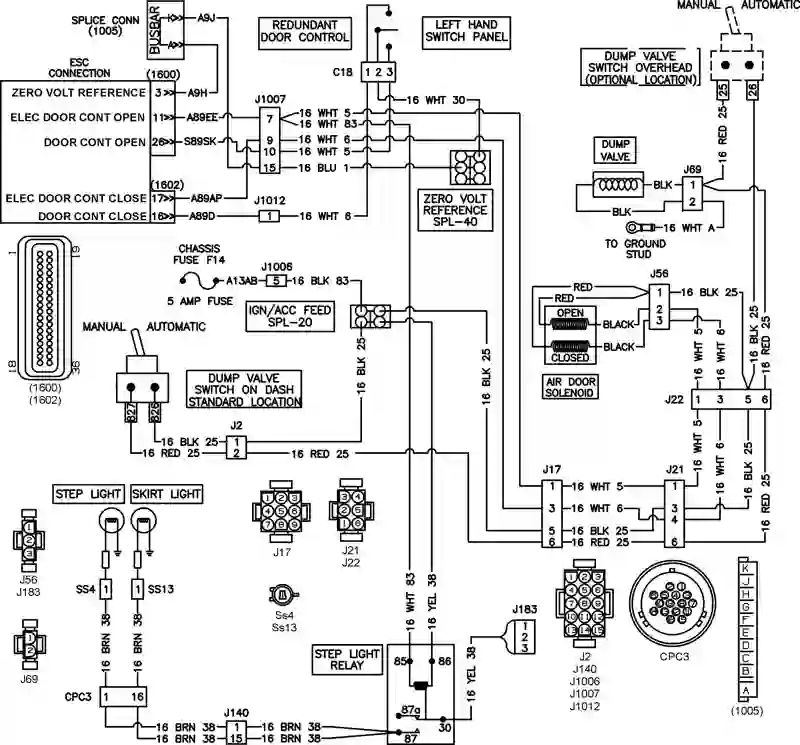 SPLICE CONN
(1005)
BUSBAR
K
A9J
A
REDUNDANT
DOOR CONTROL
LEFT HAND
SWITCH PANEL
MANUAL
AUTOMATIC
ESC
CONNECTION
(1600)
C18
1 2 3
DUMP VALVE
SWITCH OVERHEAD
(OPTIONAL LOCATION)
25
26
ZERO VOLT REFERENCE
3
A9H
J1007
16 WHT 30
ELEC DOOR CONT OPEN
11
A89EE
7
16 WHT 5
16 WHT 83
DOOR CONT OPEN
26
S89SK
9
10
15
16 WHT 6
16 WHT 5
16 BLU 1
16 RED 25
DUMP
VALVE
J69
BLK
1
2
BLK
16 WHT A
TO GROUND
STUD
(1602)
ELEC DOOR CONT CLOSE
17
A89AP
DOOR CONT CLOSE
16
A89D
J1012
1
16 WHT 6
ZERO VOLT
REFERENCE
SPL-40
1
19
18
36
(1600)
(1602)
CHASSIS
FUSE F14
A13AB
J1006
5
16 BLK 83
5 AMP FUSE
IGN/ACC FEED
SPL-20
J56
RED
RED
1
2
3
16 BLK 25
OPEN
BLACK
CLOSED
BLACK
AIR DOOR
SOLENOID
16 WHT 5
16 WHT 6
16 BLK 25
16 RED 25
MANUAL
AUTOMATIC
827
826
DUMP VALVE
SWITCH ON DASH
STANDARD LOCATION
16 BLK 25
16 BLK 25
J22
1 3 5 6
J2
16 BLK 25
16 RED 25
1
2
16 RED 25
16 WHT 5
16 WHT 6
16 BLK 25
16 RED 25
J17
J21
1
16 WHT 5
1
3
16 WHT 6
3
4
5
16 BLK 25
6
16 RED 25
6
STEP LIGHT
SKIRT LIGHT
1
2
3
J56
J183
J69
1 2 3
4 5 6
7 8 9
J17
J21
J22
Ss4
Ss13
SS4
1
1
SS13
16 BRN 38
16 BRN 38
CPC3
1
16
16 BRN 38
16 BRN 38
J140
1
15
16 BRN 38
16 BRN 38
16 WHT 83
16 YEL 38
STEP LIGHT
RELAY
85
86
87a
87
30
16 YEL 38
J183
1
2
3
J2
J140
J1006
J1007
J1012
CPC3
K
J
H
G
F
E
D
C
B
A
(1005)